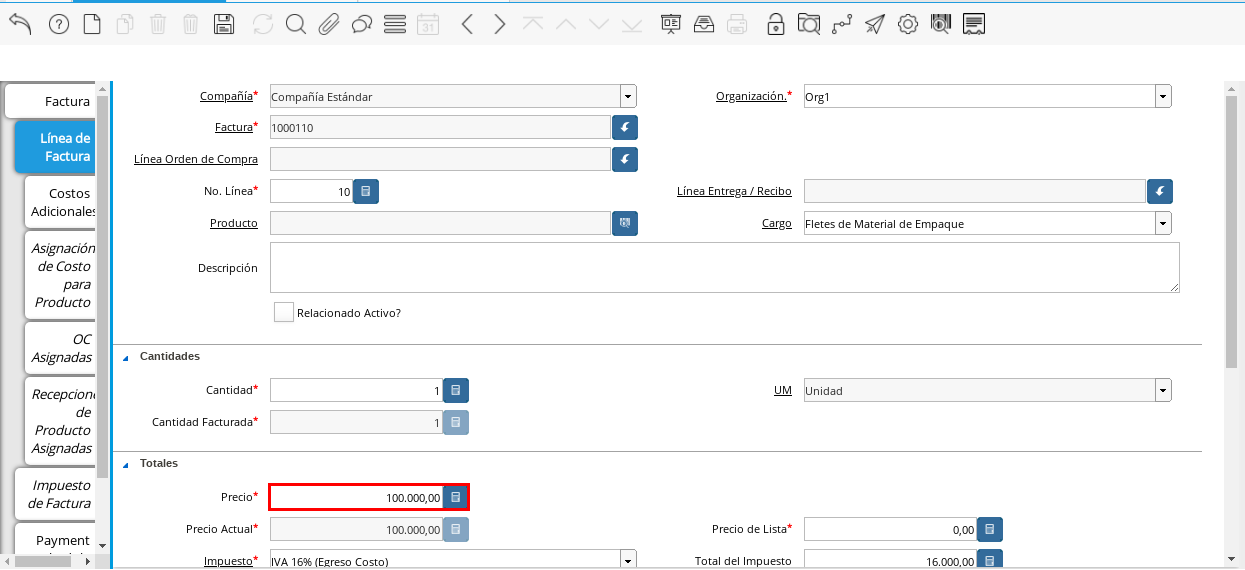 31
Factura
Línea de
Factura
Costos
Adicionales
Asignación
de Costo
para
Producto
OC
Asignadas
Recepcione
de
Producto
Asignadas
Impuesto
de Factura
Payment
Compañía* Compañía Estándar Organización.* Org1
Factura* 1000110
Línea Orden de Compra
No. Línea* 10 Línea Entrega / Recibo
Producto Cargo Fletes de Material de Empaque
Descripción
Relacionado Activo?
Cantidades
Cantidad* 1 UM Unidad
Cantidad Facturada* 1
Totales
Precio* 100.000,00
Precio Actual* 100.000,00 Precio de Lista* 0,00
Impuesto* IVA 16% (Egreso Costo) Total del Impuesto 16.000,00